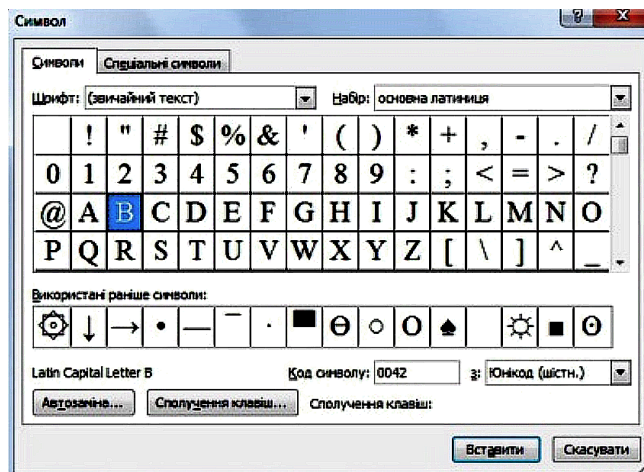 Символ
? X
Символи Спеціальні символи
Шрифт: (звичайний текст) Набір: основна латиниця
! " # $ % & ' ( ) * + , - . /
0 1 2 3 4 5 6 7 8 9 : ; < = > ?
@ A B C D E F G H I J K L M N O
P Q R S T U V W X Y Z [ \ ] ^ _
Використані раніше символи:
↓ → • — ¯ · ▀ ϴ ○ O ♠ ☼ ■ ʘ
Latin Capital Letter B Код символу: 0042 з: Юнікод (шістн.)
Автозаміна... Сполучення клавіш... Сполучення клавіш:
Вставити Скасувати